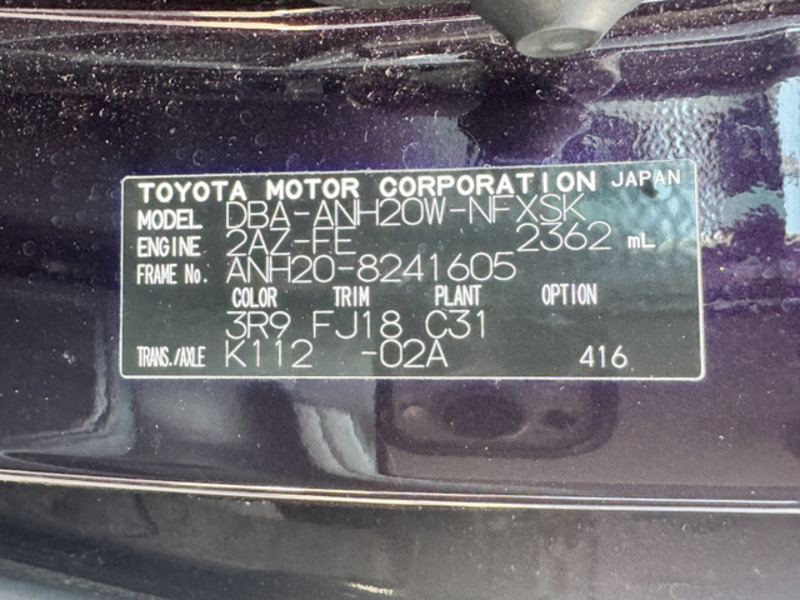 TOYOTA MOTOR CORPORATION JAPAN
MODEL DBA-ANH20W-NFXSK
ENGINE 2AZ-FE 2362 mL
FRAME No. ANH20-8241605
COLOR TRIM PLANT OPTION
3R9 FJ18 C31
TRANS./AXLE K112 -02A 416